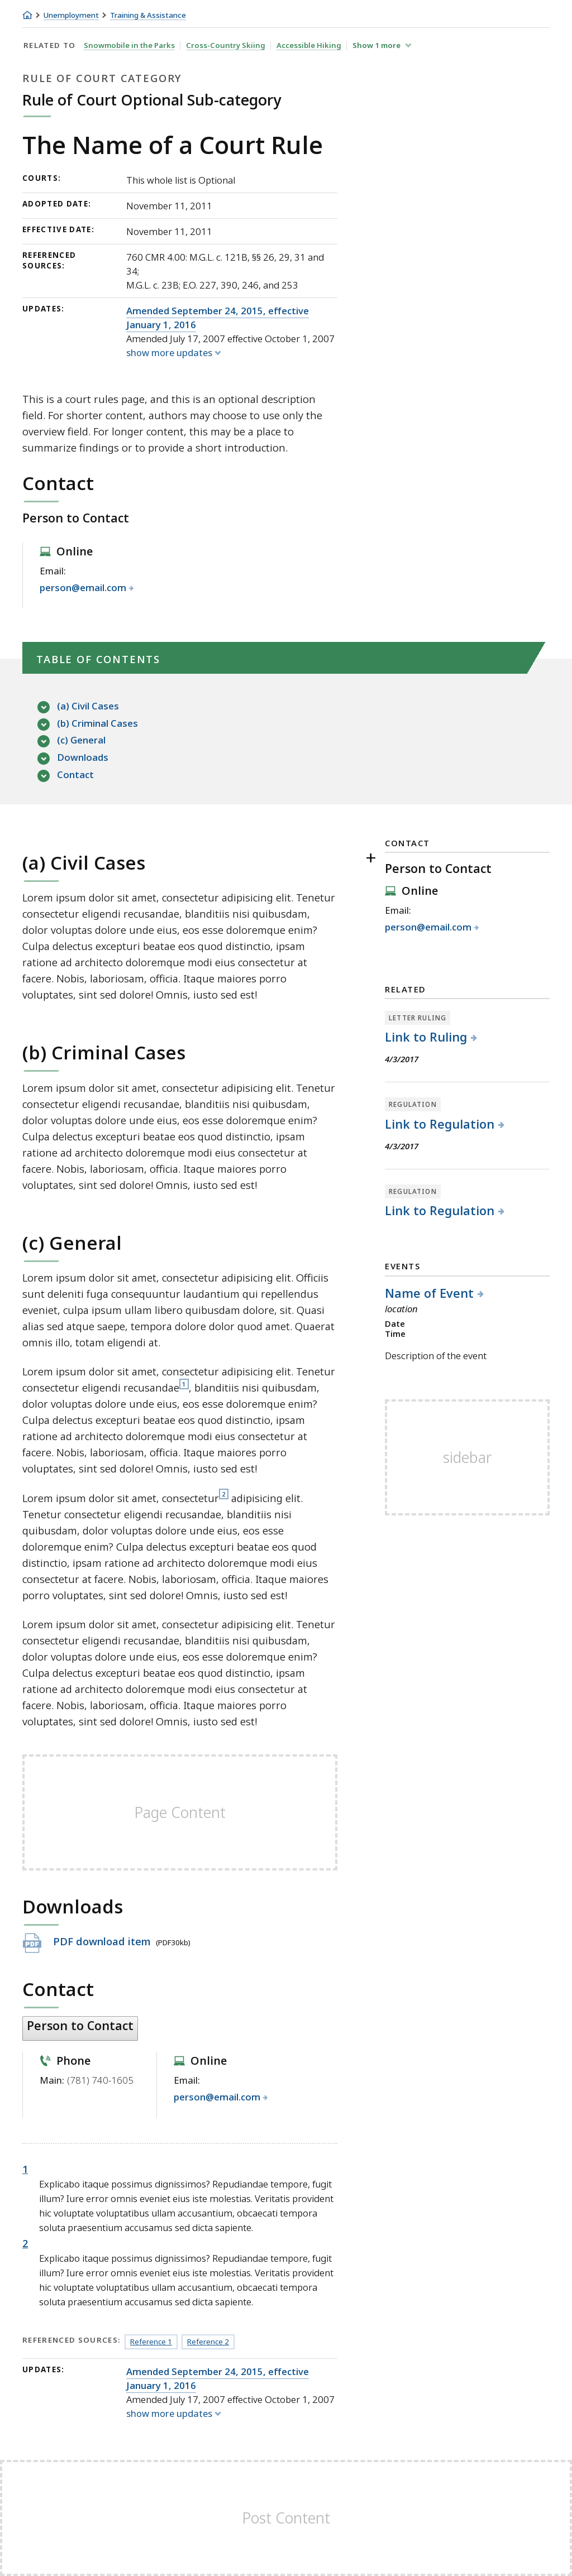 Unemployment > Training & Assistance
RELATED TO Snowmobile in the Parks Cross-Country Skiing Accessible Hiking Show 1 more
RULE OF COURT CATEGORY
Rule of Court Optional Sub-category
The Name of a Court Rule
COURTS: This whole list is Optional
ADOPTED DATE: November 11, 2011
EFFECTIVE DATE: November 11, 2011
REFERENCED SOURCES: 760 CMR 4.00: M.G.L. c. 121B, §§ 26, 29, 31 and
34;
M.G.L. c. 23B; E.O. 227, 390, 246, and 253
UPDATES: Amended September 24, 2015, effective
January 1, 2016
Amended July 17, 2007 effective October 1, 2007
show more updates
This is a court rules page, and this is an optional description
field. For shorter content, authors may choose to use only the
overview field. For longer content, this may be a place to
summarize findings or to provide a short introduction.
Contact
Person to Contact
Online
Email:
person@email.com
TABLE OF CONTENTS
(a) Civil Cases
(b) Criminal Cases
(c) General
Downloads
Contact
(a) Civil Cases
Lorem ipsum dolor sit amet, consectetur adipisicing elit. Tenetur
consectetur eligendi recusandae, blanditiis nisi quibusdam,
dolor voluptas dolore unde eius, eos esse doloremque enim?
Culpa delectus excepturi beatae eos quod distinctio, ipsam
ratione ad architecto doloremque modi eius consectetur at
facere. Nobis, laboriosam, officia. Itaque maiores porro
voluptates, sint sed dolore! Omnis, iusto sed est!
(b) Criminal Cases
Lorem ipsum dolor sit amet, consectetur adipisicing elit. Tenetur
consectetur eligendi recusandae, blanditiis nisi quibusdam,
dolor voluptas dolore unde eius, eos esse doloremque enim?
Culpa delectus excepturi beatae eos quod distinctio, ipsam
ratione ad architecto doloremque modi eius consectetur at
facere. Nobis, laboriosam, officia. Itaque maiores porro
voluptates, sint sed dolore! Omnis, iusto sed est!
(c) General
Lorem ipsum dolor sit amet, consectetur adipisicing elit. Officiis
sunt deleniti fuga consequuntur laudantium qui repellendus
eveniet, culpa ipsum ullam libero quibusdam dolore, sit. Quasi
alias sed atque saepe, tempora dolore dolor quod amet. Quaerat
omnis illo, totam eligendi at.
Lorem ipsum dolor sit amet, consectetur adipisicing elit. Tenetur
consectetur eligendi recusandae1, blanditiis nisi quibusdam,
dolor voluptas dolore unde eius, eos esse doloremque enim?
Culpa delectus excepturi beatae eos quod distinctio, ipsam
ratione ad architecto doloremque modi eius consectetur at
facere. Nobis, laboriosam, officia. Itaque maiores porro
voluptates, sint sed dolore! Omnis, iusto sed est!
Lorem ipsum dolor sit amet, consectetur2 adipisicing elit.
Tenetur consectetur eligendi recusandae, blanditiis nisi
quibusdam, dolor voluptas dolore unde eius, eos esse
doloremque enim? Culpa delectus excepturi beatae eos quod
distinctio, ipsam ratione ad architecto doloremque modi eius
consectetur at facere. Nobis, laboriosam, officia. Itaque maiores
porro voluptates, sint sed dolore! Omnis, iusto sed est!
Lorem ipsum dolor sit amet, consectetur adipisicing elit. Tenetur
consectetur eligendi recusandae, blanditiis nisi quibusdam,
dolor voluptas dolore unde eius, eos esse doloremque enim?
Culpa delectus excepturi beatae eos quod distinctio, ipsam
ratione ad architecto doloremque modi eius consectetur at
facere. Nobis, laboriosam, officia. Itaque maiores porro
voluptates, sint sed dolore! Omnis, iusto sed est!
Page Content
Downloads
PDF PDF download item (PDF30kb)
Contact
Person to Contact
Phone
Main: (781) 740-1605
Online
Email:
person@email.com
1
Explicabo itaque possimus dignissimos? Repudiandae tempore, fugit
illum? Iure error omnis eveniet eius iste molestias. Veritatis provident
hic voluptate voluptatibus ullam accusantium, obcaecati tempora
soluta praesentium accusamus sed dicta sapiente.
2
Explicabo itaque possimus dignissimos? Repudiandae tempore, fugit
illum? Iure error omnis eveniet eius iste molestias. Veritatis provident
hic voluptate voluptatibus ullam accusantium, obcaecati tempora
soluta praesentium accusamus sed dicta sapiente.
REFERENCED SOURCES: Reference 1 Reference 2
UPDATES: Amended September 24, 2015, effective
January 1, 2016
Amended July 17, 2007 effective October 1, 2007
show more updates
CONTACT
+ Person to Contact
Online
Email:
person@email.com
RELATED
LETTER RULING
Link to Ruling
4/3/2017
REGULATION
Link to Regulation
4/3/2017
REGULATION
Link to Regulation
EVENTS
Name of Event
location
Date
Time
Description of the event
sidebar
Post Content